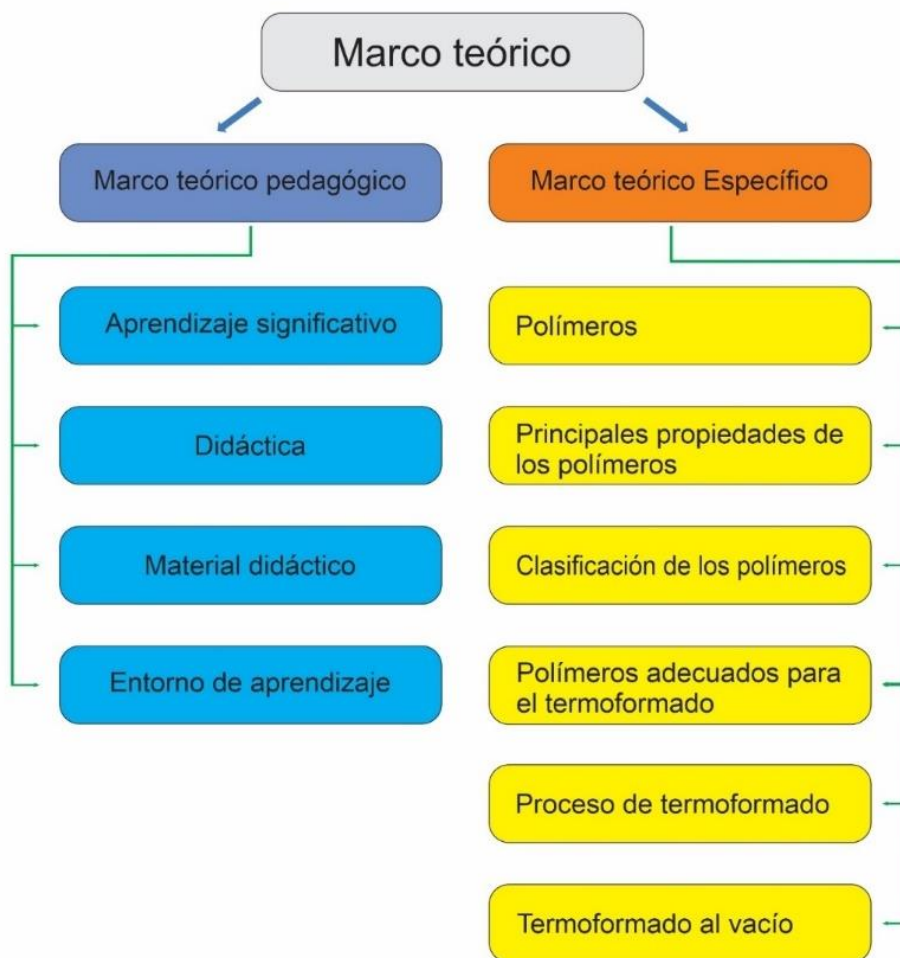 Marco teórico
Marco teórico pedagógico
Aprendizaje significativo
Didáctica
Material didáctico
Entorno de aprendizaje
Marco teórico Específico
Polímeros
Principales propiedades de
los polímeros
Clasificación de los polímeros
Polímeros adecuados para
el termoformado
Proceso de termoformado
Termoformado al vacío